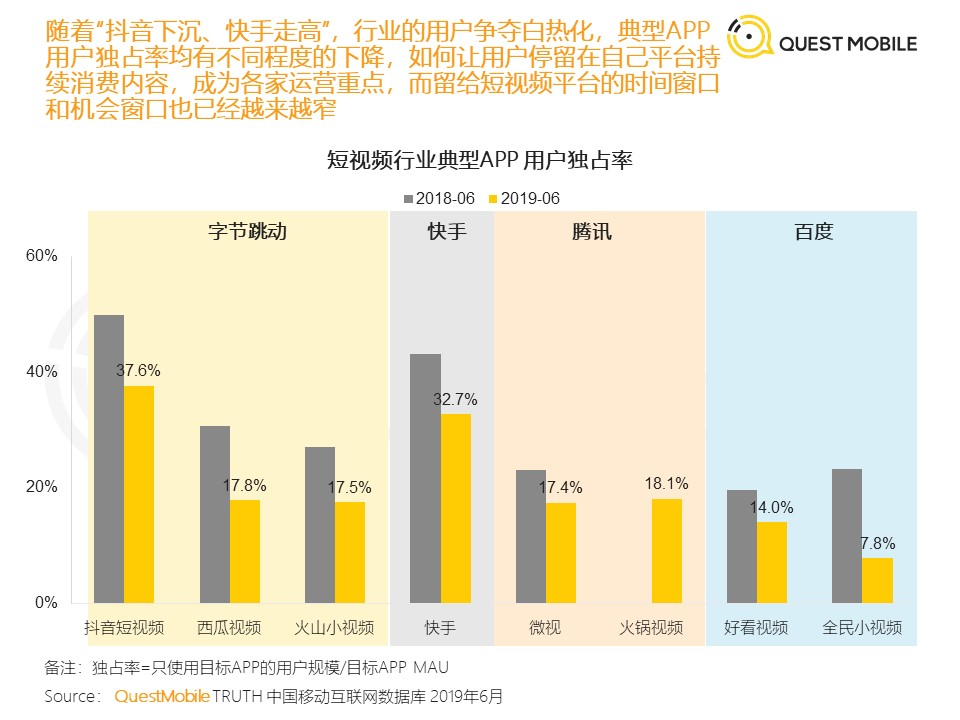 随着"抖音下沉、快手走高"，行业的用户争夺白热化，典型APP
用户独占率均有不同程度的下降，如何让用户停留在自己平台持
续消费内容，成为各家运营重点，而留给短视频平台的时间窗口
和机会窗口也已经越来越窄
QUEST MOBILE
短视频行业典型APP 用户独占率
2018-06 2019-06
字节跳动 快手 腾讯 百度
60%
40%
20%
0%
37.6%
17.8%
17.5%
32.7%
17.4%
18.1%
14.0%
7.8%
抖音短视频 西瓜视频 火山小视频 快手 微视 火锅视频 好看视频 全民小视频
备注：独占率=只使用目标APP的用户规模/目标APP MAU
Source： QuestMobile TRUTH 中国移动互联网数据库 2019年6月